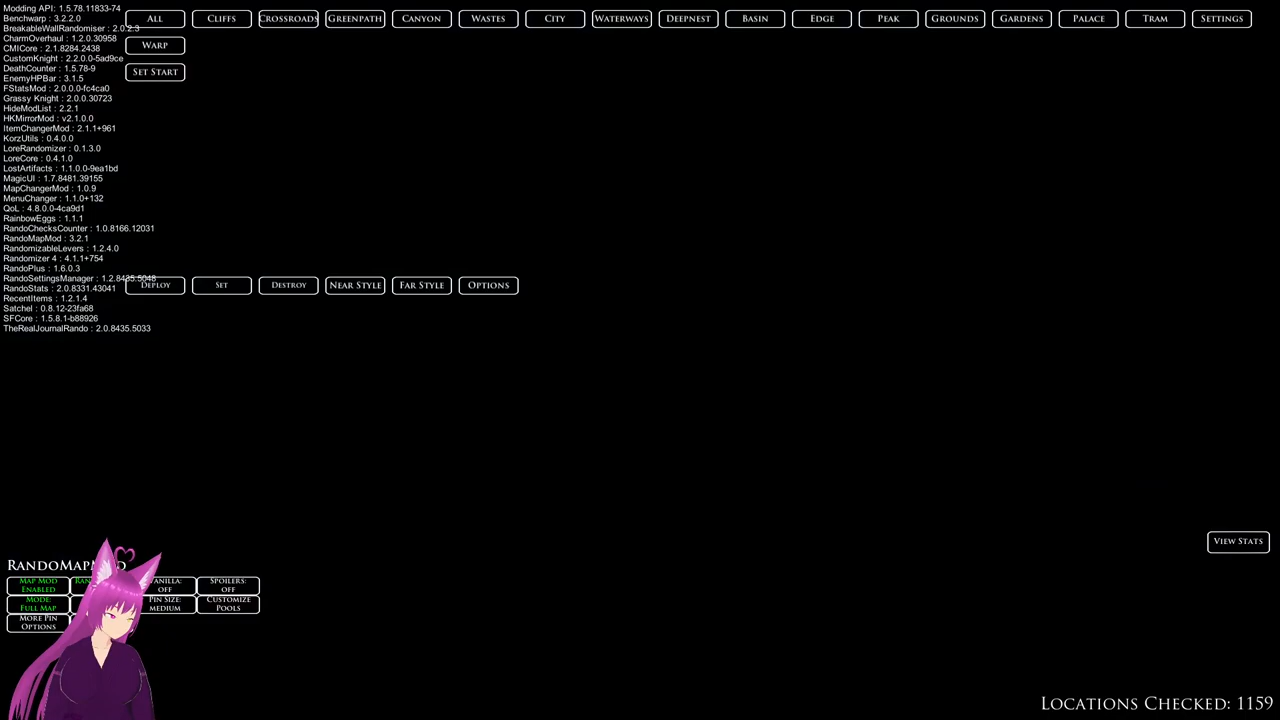 Modding API: 1.5.78.11833-74
Benchwarp : 3.2.2.0
BreakableWallRandomiser : 2.0.2.3
CharmOverhaul : 1.2.0.30958
CMICore : 2.1.8284.2438
CustomKnight : 2.2.0.0-5ad9ce
DeathCounter : 1.5.78-9
EnemyHPBar : 3.1.5
FStatsMod : 2.0.0.0-fc4ca0
Grassy Knight : 2.0.0.30723
HideModList : 2.2.1
HKMirrorMod : v2.1.0.0
ItemChangerMod : 2.1.1+961
KorzUtils : 0.4.0.0
LoreRandomizer : 0.1.3.0
LoreCore : 0.4.1.0
LostArtifacts : 1.1.0.0-9ea1bd
MagicUI : 1.7.8481.39155
MapChangerMod : 1.0.9
MenuChanger : 1.1.0+132
QoL : 4.8.0.0-4ca9d1
RainbowEggs : 1.1.1
RandoChecksCounter : 1.0.8166.12031
RandoMapMod : 3.2.1
RandomizableLevers : 1.2.4.0
Randomizer 4 : 4.1.1+754
RandoPlus : 1.6.0.3
RandoSettingsManager : 1.2.8435.5048
RandoStats : 2.0.8331.43041
RecentItems : 1.2.1.4
Satchel : 0.8.12-23fa68
SFCore : 1.5.8.1-b88926
TheRealJournalRando : 2.0.8435.5033
ALL CLIFFS CROSSROADS GREENPATH CANYON WASTES CITY WATERWAYS DEEPNEST BASIN EDGE PEAK GROUNDS GARDENS PALACE TRAM SETTINGS
WARP
SET START
DEPLOY SET DESTROY NEAR STYLE FAR STYLE OPTIONS
VIEW STATS
MAP MOD
ENABLED
SPOILERS:
OFF
OFF
MODE:
FULL MAP
PIN SIZE:
MEDIUM
CUSTOMIZE
POOLS
MORE PIN
OPTIONS
LOCATIONS CHECKED: 1159